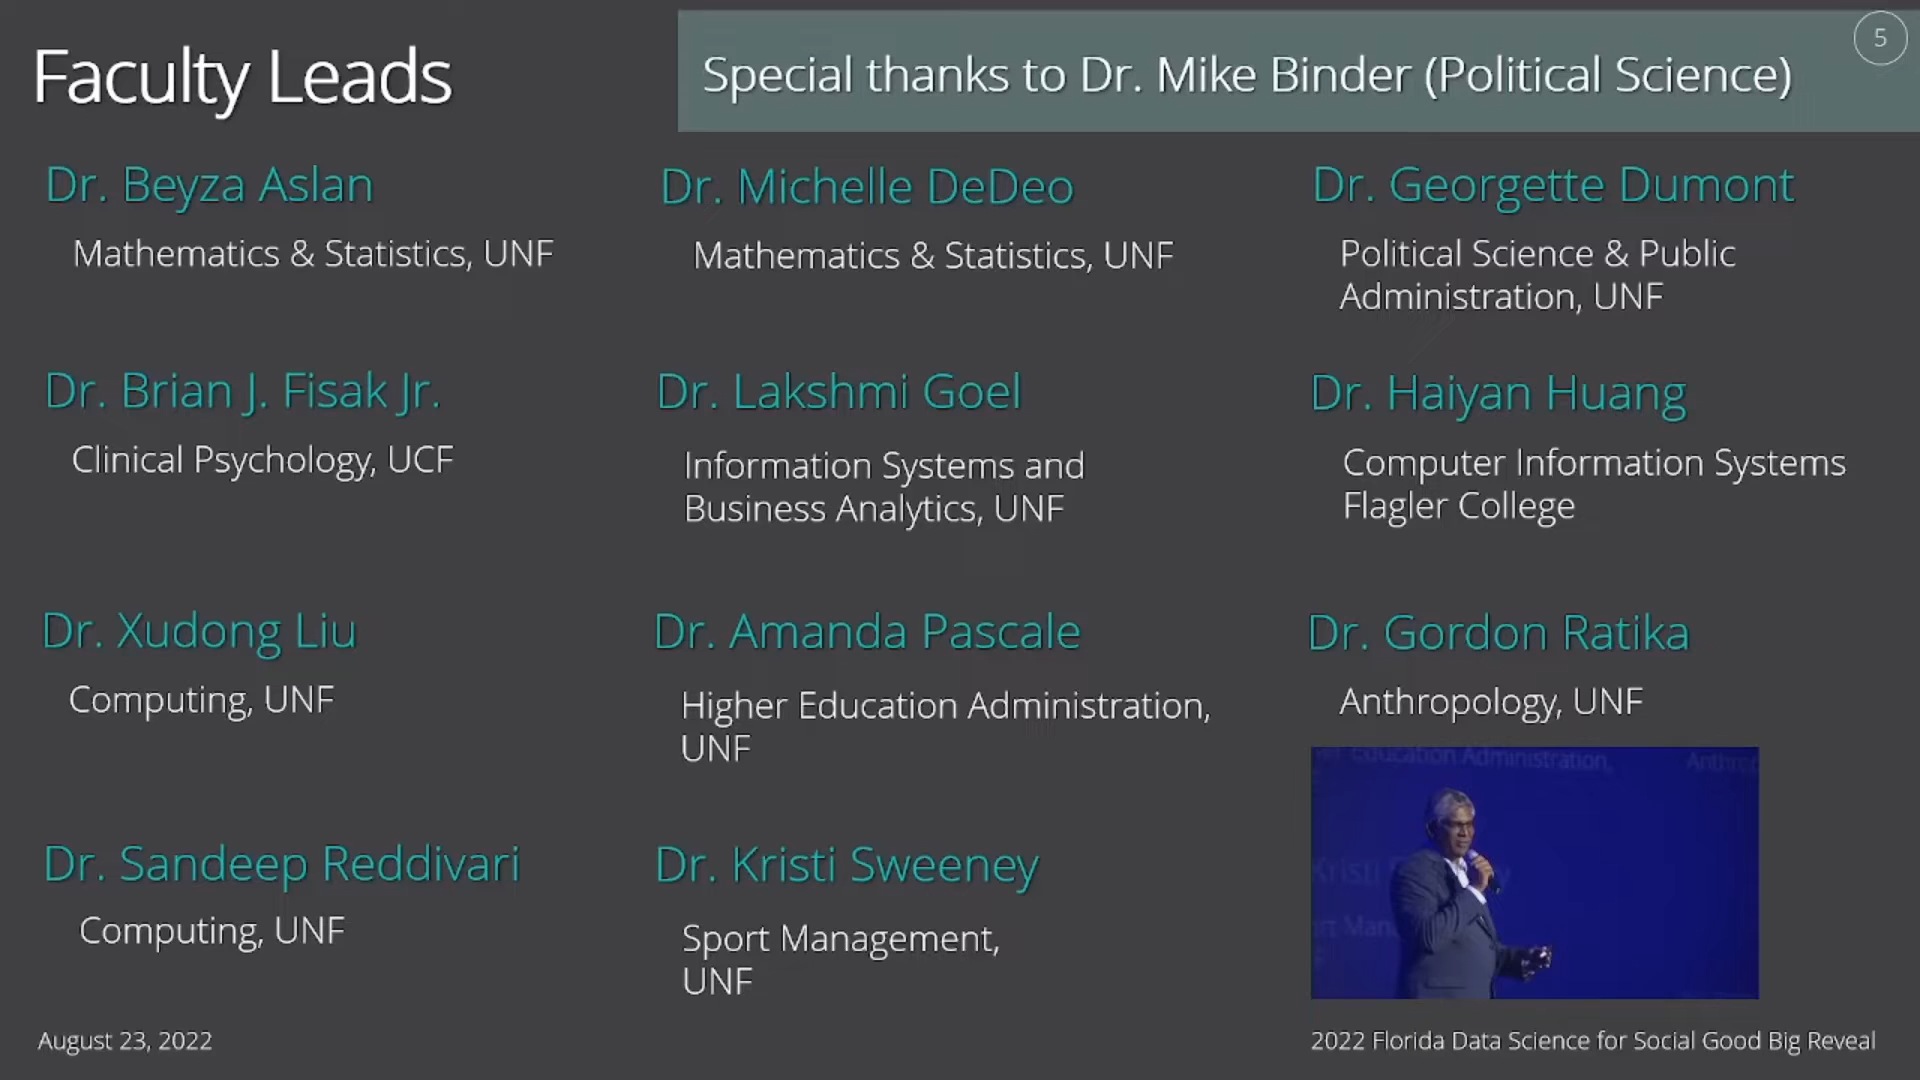 Faculty Leads
Special thanks to Dr. Mike Binder (Political Science)
5
Dr. Beyza Aslan
Mathematics & Statistics, UNF
Dr. Michelle DeDeo
Mathematics & Statistics, UNF
Dr. Georgette Dumont
Political Science & Public
Administration, UNF
Dr. Brian J. Fisak Jr.
Clinical Psychology, UCF
Dr. Lakshmi Goel
Information Systems and
Business Analytics, UNF
Dr. Haiyan Huang
Computer Information Systems
Flagler College
Dr. Xudong Liu
Computing, UNF
Dr. Amanda Pascale
Higher Education Administration,
UNF
Dr. Gordon Ratika
Anthropology, UNF
Education Administration,
Kristi
Dr. Sandeep Reddivari
Computing, UNF
Dr. Kristi Sweeney
Sport Management,
UNF
August 23, 2022
2022 Florida Data Science for Social Good Big Reveal